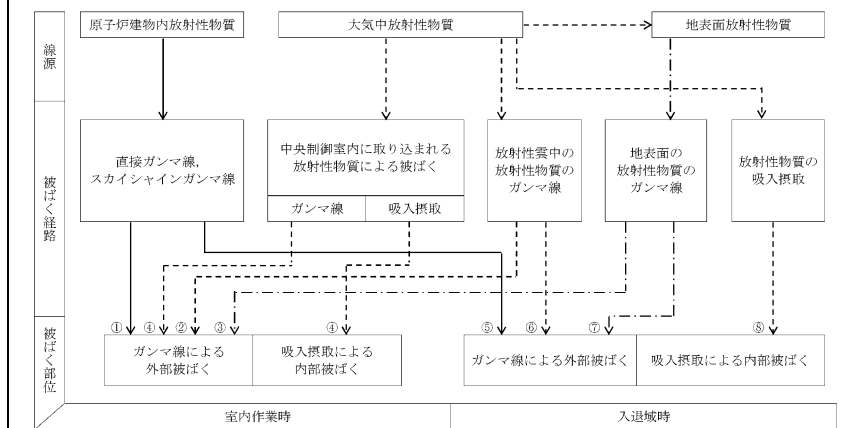 線源
原子炉建物内放射性物質
大気中放射性物質
地表面放射性物質
被ばく経路
直接ガンマ線，
スカイシャインガンマ線
中央制御室内に取り込まれる
放射性物質による被ばく
ガンマ線
吸入摂取
放射性雲中の
放射性物質の
ガンマ線
地表面の
放射性物質の
ガンマ線
放射性物質の
吸入摂取
① ④ ② ③ ④ ⑤ ⑥ ⑦ ⑧
被ばく部位
ガンマ線による
外部被ばく
吸入摂取による
内部被ばく
ガンマ線による外部被ばく
吸入摂取による内部被ばく
室内作業時
入退域時